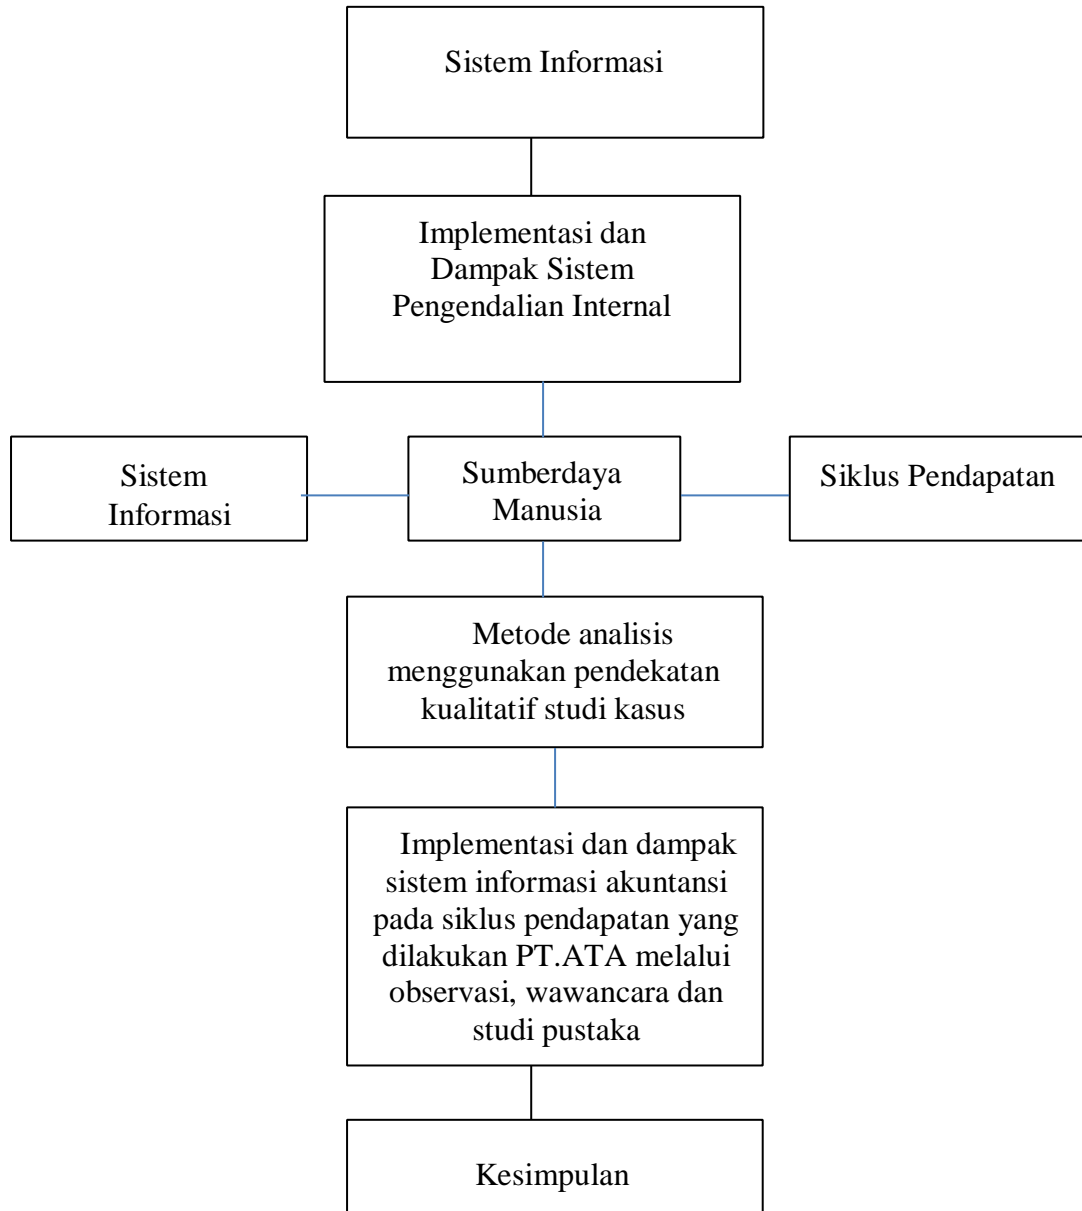 Sistem Informasi
Implementasi dan
Dampak Sistem
Pengendalian Internal
Sistem
Informasi
Sumberdaya
Manusia
Siklus Pendapatan
Metode analisis
menggunakan pendekatan
kualitatif studi kasus
Implementasi dan dampak
sistem informasi akuntansi
pada siklus pendapatan yang
dilakukan PT.ATA melalui
observasi, wawancara dan
studi pustaka
Kesimpulan